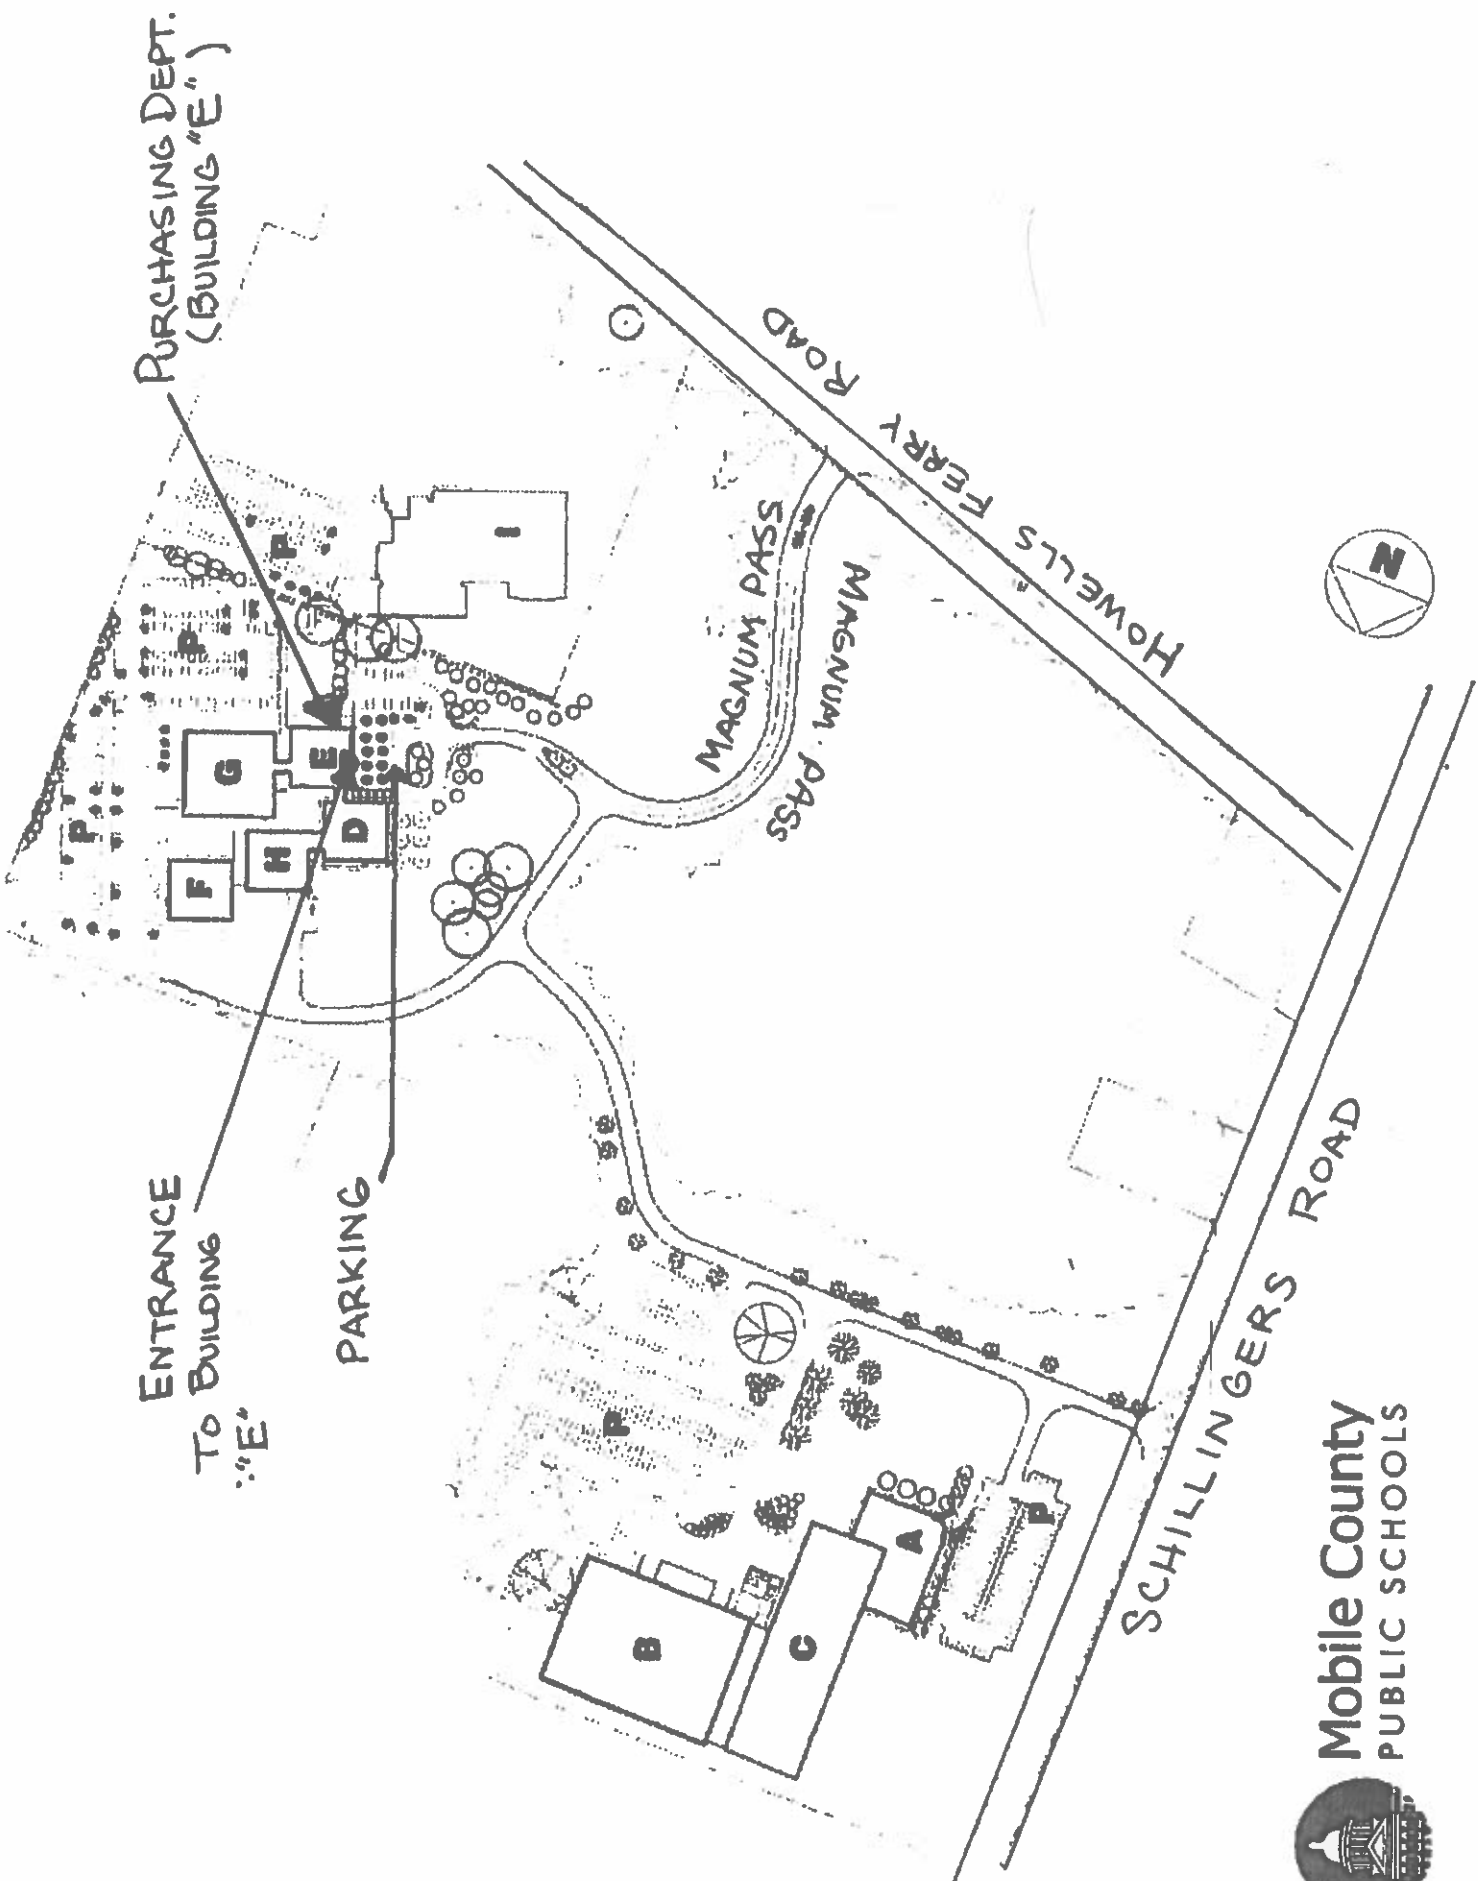 PURCHASING DEPT.
(BUILDING "E")
ENTRANCE
TO BUILDING
"E"
PARKING
P
P
P
G
E
F
H
D
I
MAGNUM PASS
MAGNUM PASS
HOWELLS FERRY ROAD
N
P
B
C
A
P
SCHILLINGERS ROAD
Mobile County
PUBLIC SCHOOLS